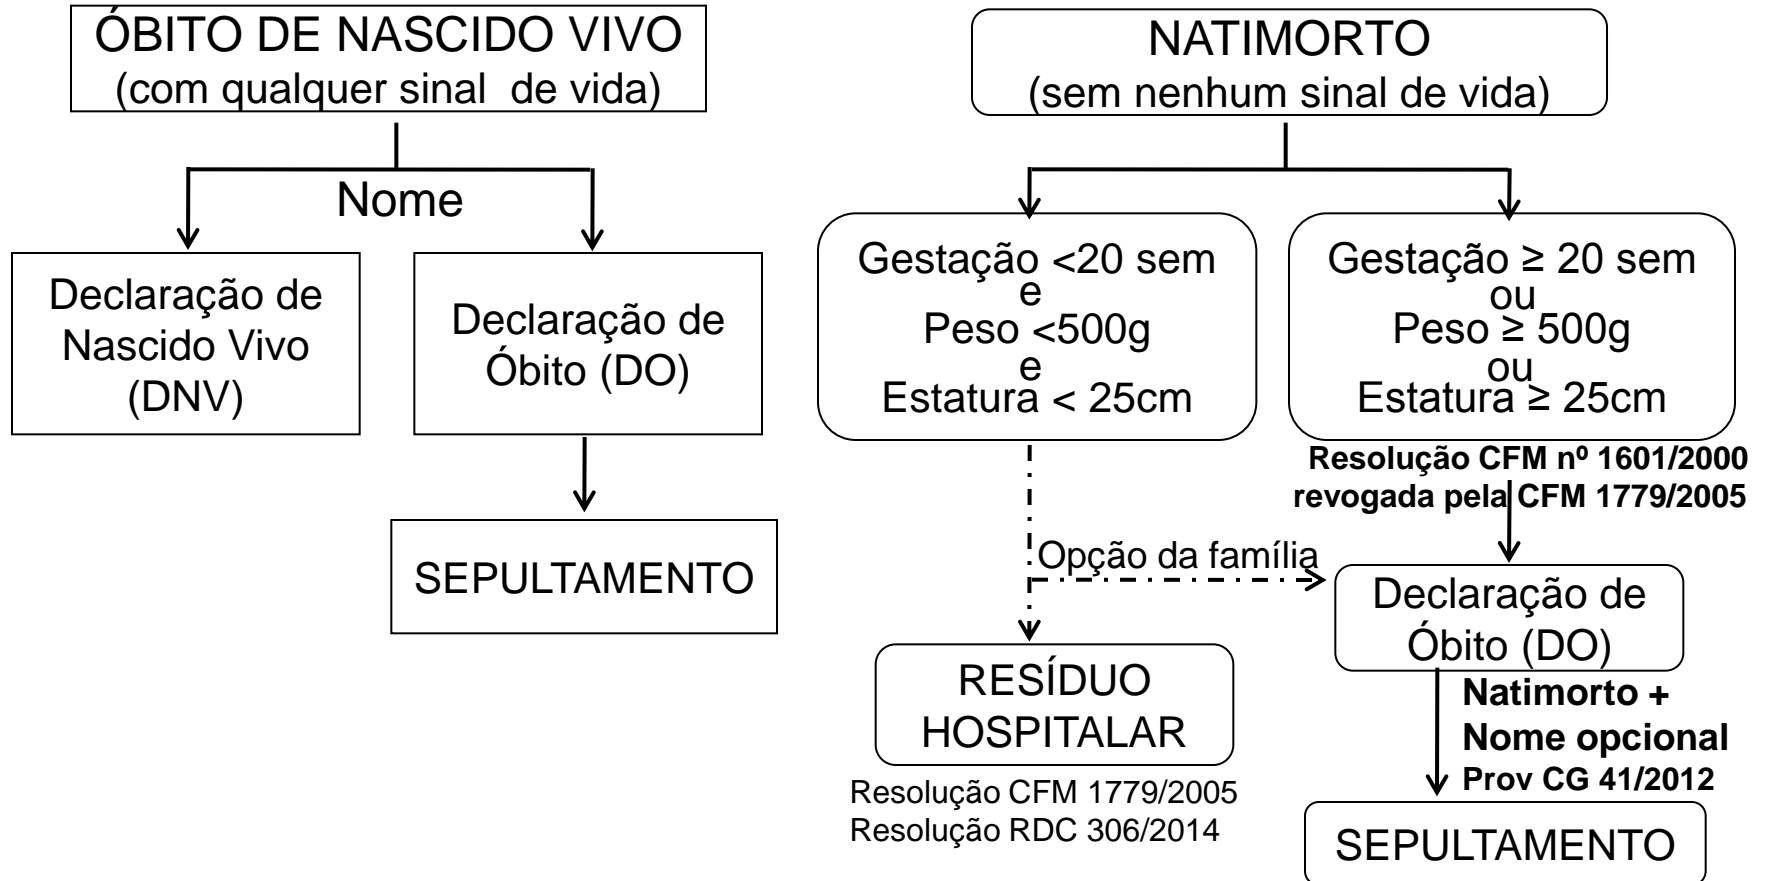 ÓBITO DE NASCIDO VIVO
(com qualquer sinal de vida)
Nome
Declaração de
Nascido Vivo
(DNV)
Declaração de
Óbito (DO)
SEPULTAMENTO
NATIMORTO
(sem nenhum sinal de vida)
Gestação <20 sem
e
Peso <500g
e
Estatura < 25cm
Gestação ≥ 20 sem
ou
Peso ≥ 500g
ou
Estatura ≥ 25cm
Resolução CFM nº 1601/2000
revogada pela CFM 1779/2005
Opção da família
Declaração de
Óbito (DO)
RESÍDUO
HOSPITALAR
Resolução CFM 1779/2005
Resolução RDC 306/2014
Natimorto +
Nome opcional
Prov CG 41/2012
SEPULTAMENTO